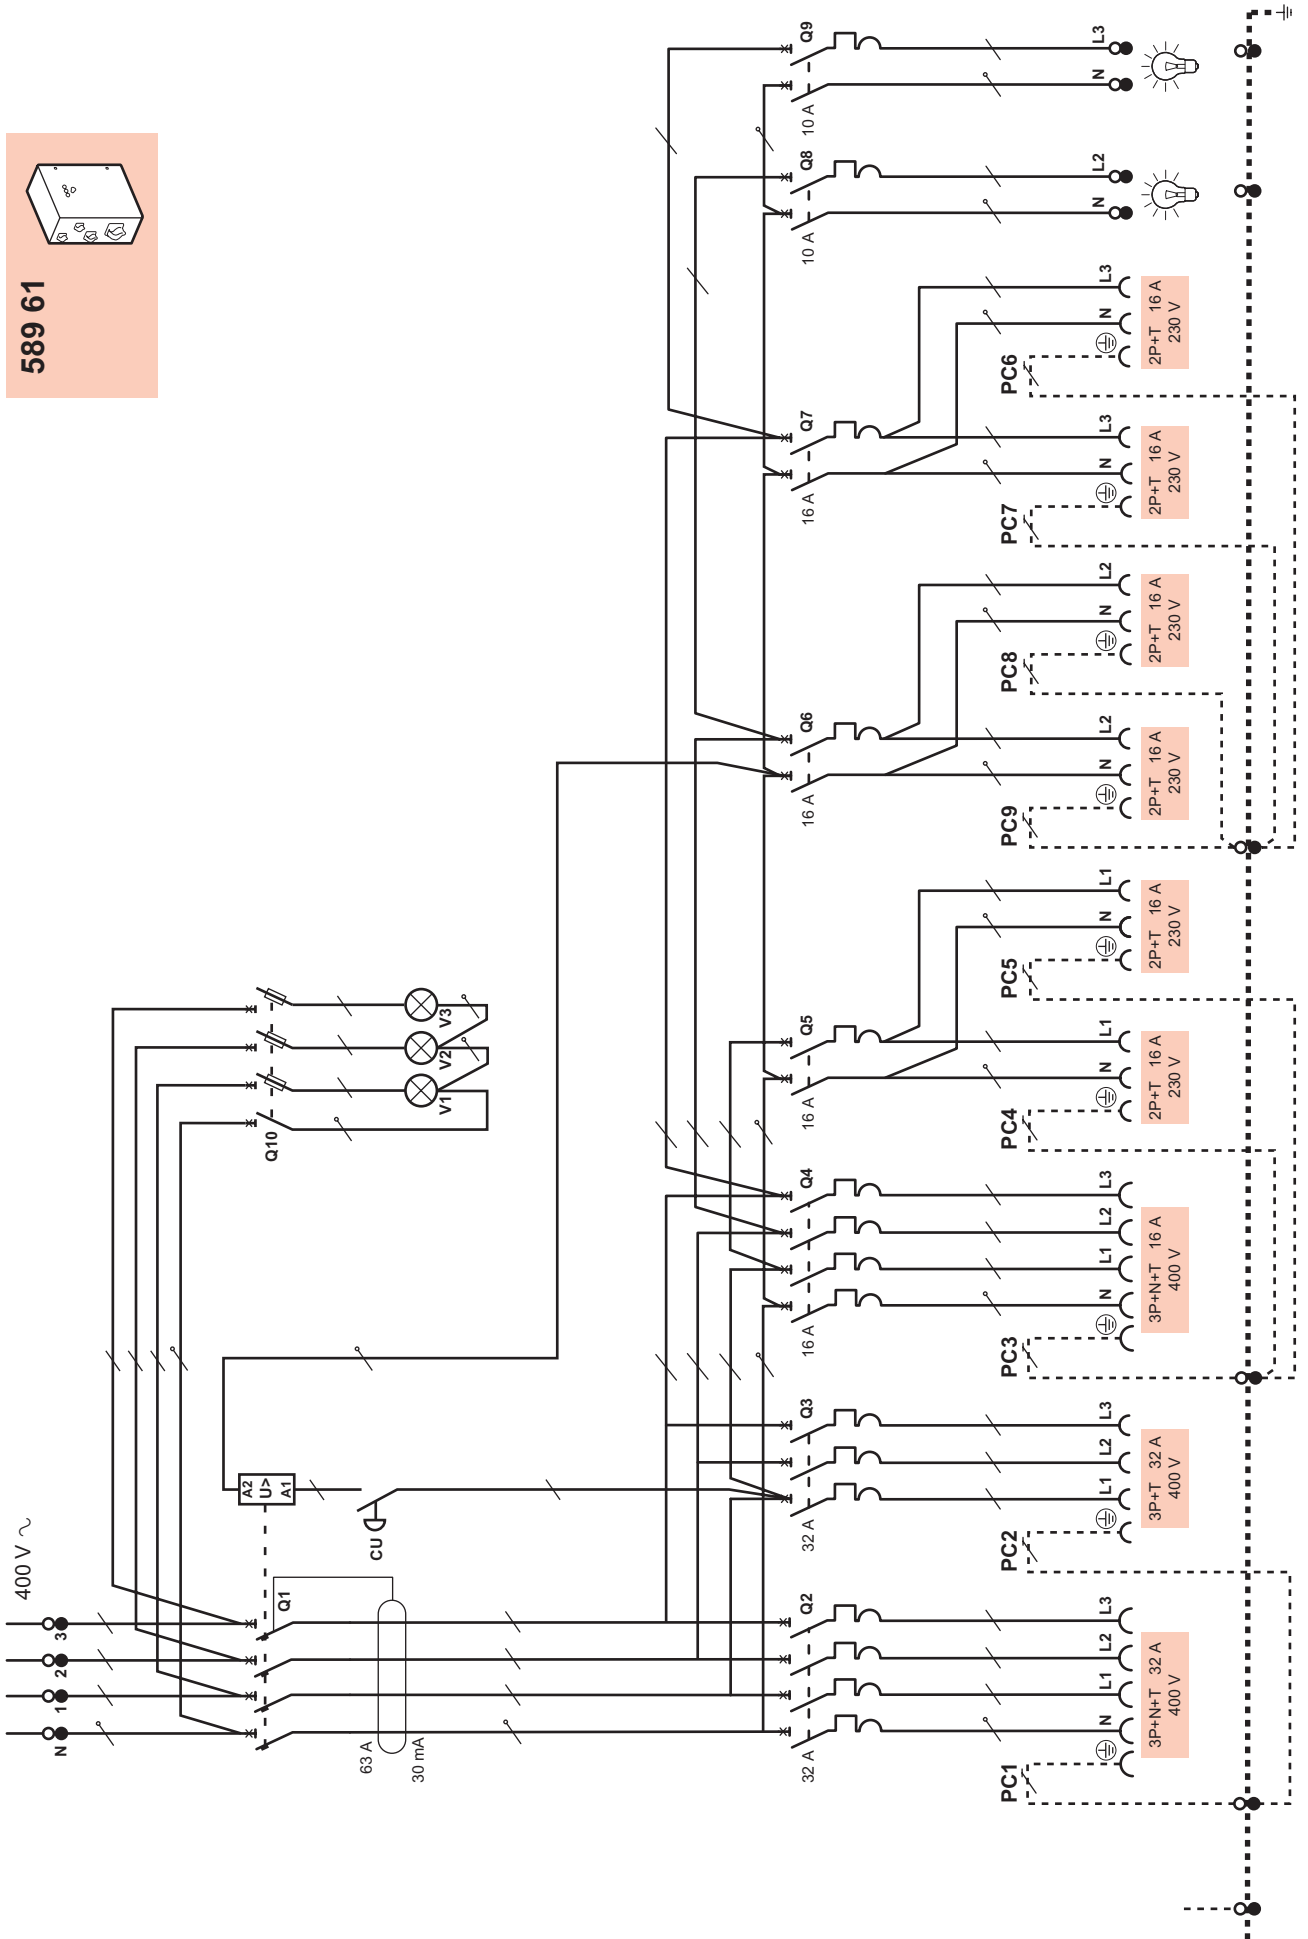 589 61
400 V ~
N
1
2
3
Q1
63 A
30 mA
A2
U>
A1
CU
Q10
V1
V2
V3
Q2
32 A
Q3
32 A
Q4
16 A
Q5
16 A
Q6
16 A
Q7
16 A
Q8
10 A
Q9
10 A
PC1
N
L1
L2
L3
3P+N+T 32 A
400 V
PC2
L1
L2
L3
3P+T 32 A
400 V
PC3
N
L1
L2
L3
3P+N+T 16 A
400 V
PC4
N
L1
2P+T 16 A
230 V
PC5
N
L1
2P+T 16 A
230 V
PC9
N
L2
2P+T 16 A
230 V
PC8
N
L2
2P+T 16 A
230 V
PC7
N
L3
2P+T 16 A
230 V
PC6
N
L3
2P+T 16 A
230 V
N
L2
N
L3